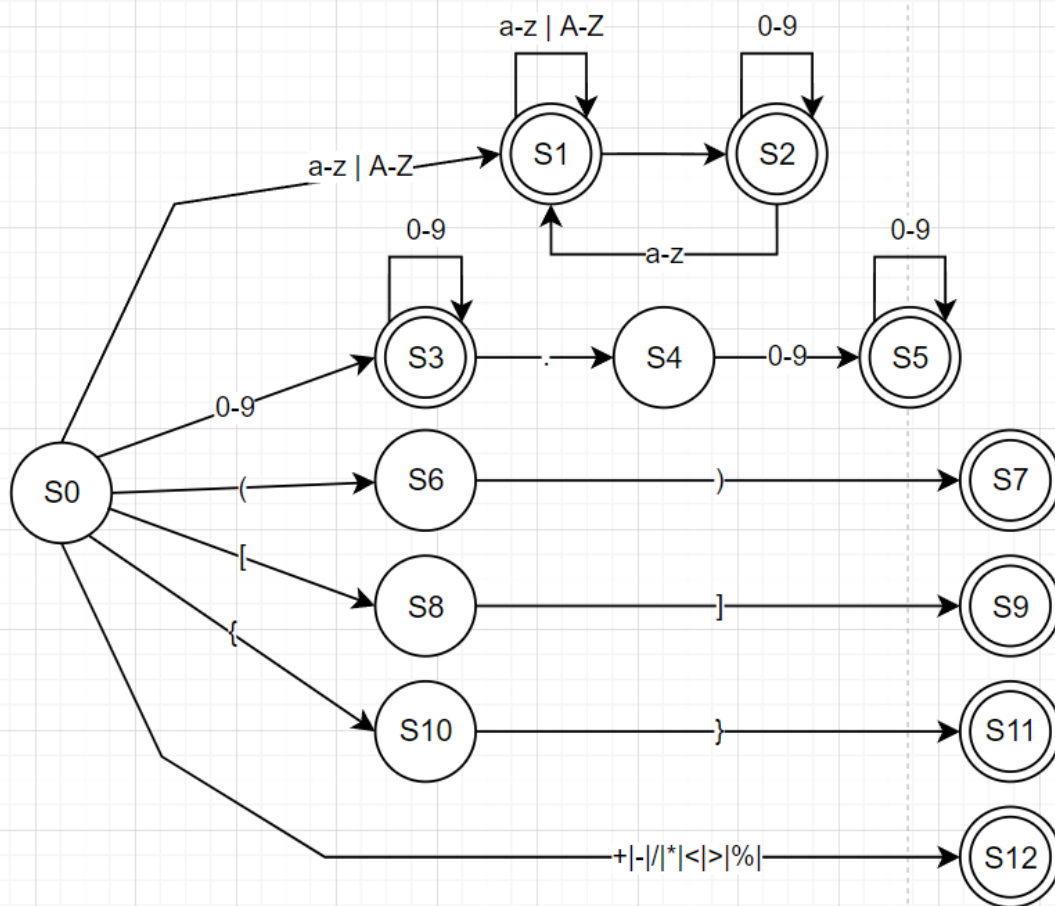 a-z | A-Z
0-9
S1
S2
a-z | A-Z
a-z
0-9
0-9
S3
.
S4
0-9
S5
0-9
S0
(
S6
)
S7
[
S8
]
S9
{
S10
}
S11
+|-|/|*|<|>|%|
S12